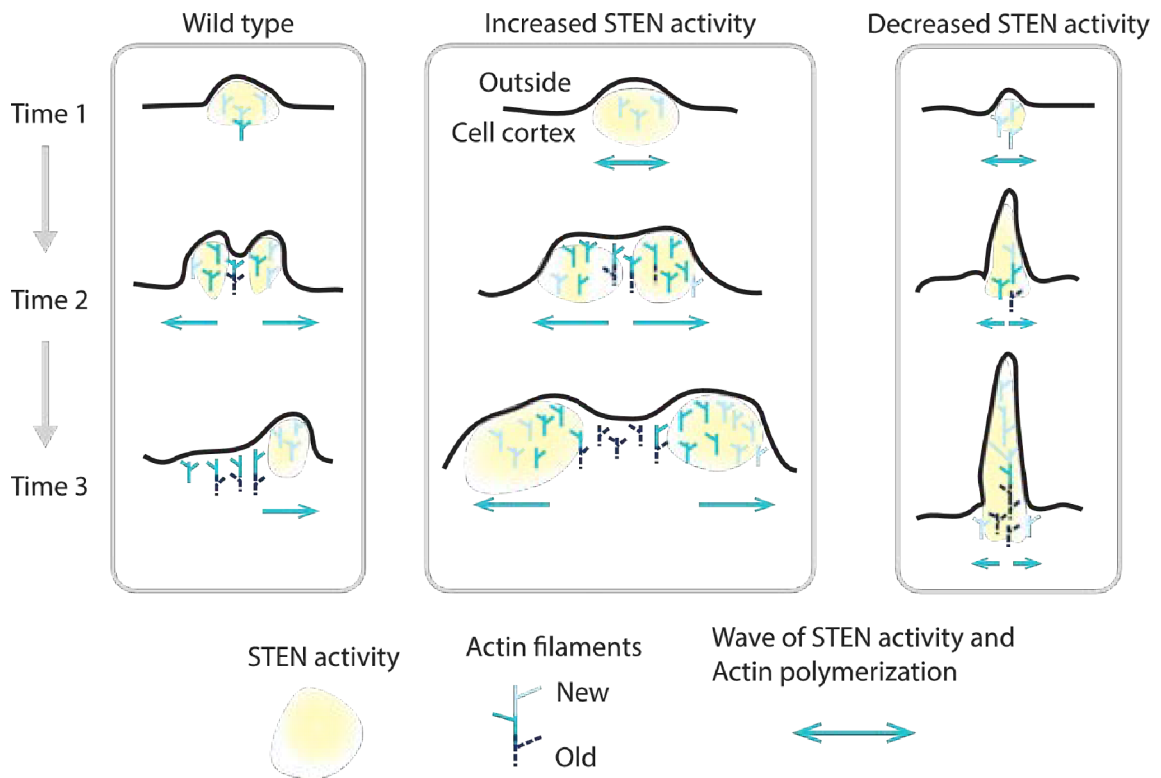 Wild type
Increased STEN activity
Decreased STEN activity
Time 1
Outside
Cell cortex
Time 2
Time 3
STEN activity
Actin filaments
New
Old
Wave of STEN activity and
Actin polymerization